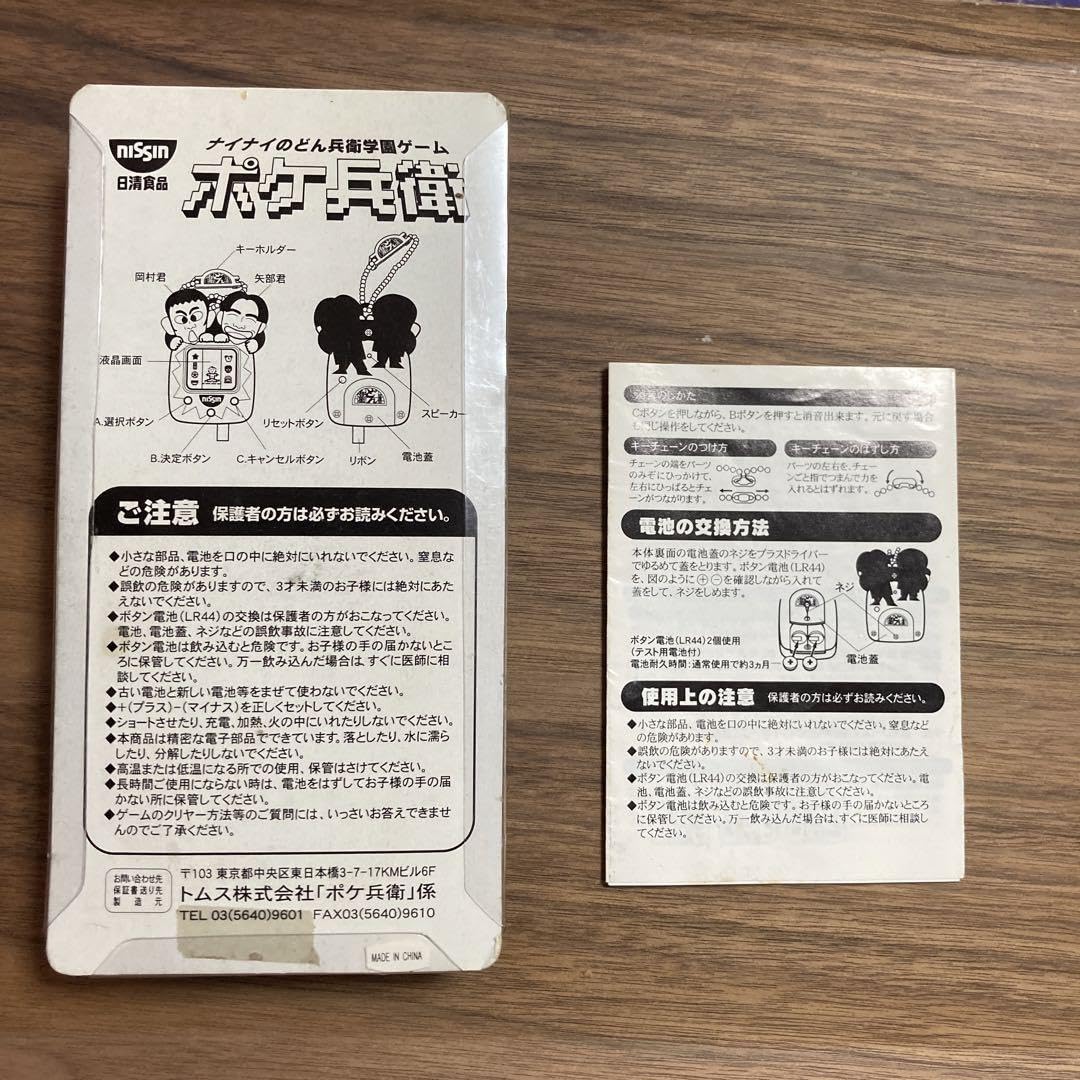 NISSIN
日清食品
ナイナイのどん兵衛学園ゲーム
ポケ兵衛
キーホルダー
岡村君
矢部君
液晶画面
NISSIN
A.選択ボタン
B.決定ボタン
C.キャンセルボタン
リセットボタン
スピーカー
リボン
電池蓋
ご注意 保護者の方は必ずお読みください。
◆小さな部品、電池を口の中に絶対にいれないでください。窒息な
どの危険があります。
◆誤飲の危険がありますので、3才未満のお子様には絶対にあた
えないでください。
◆ボタン電池(LR44)の交換は保護者の方がおこなってください。
電池、電池蓋、ネジなどの誤飲事故に注意してください。
◆ボタン電池は飲み込むと危険です。お子様の手の届かないとこ
ろに保管してください。万一飲み込んだ場合は、すぐに医師に相
談してください。
◆古い電池と新しい電池等をまぜて使わないでください。
◆+(プラス)-(マイナス)を正しくセットしてください。
◆ショートさせたり、充電、加熱、火の中にいれたりしないでください。
◆本商品は精密な電子部品でできています。落としたり、水に濡ら
したり、分解したりしないでください。
◆高温または低温になる所での使用、保管はさけてください。
◆長時間ご使用にならない時は、電池をはずしてお子様の手の届
かない所に保管してください。
◆ゲームのクリヤー方法等のご質問には、いっさいお答えできませ
んのでご了承ください。
お問い合わせ先
保証書送り先
製造元
〒103 東京都中央区東日本橋3-7-17KMビル6F
トムス株式会社「ポケ兵衛」係
TEL 03(5640)9601 FAX03(5640)9610
MADE IN CHINA
消音のしかた
Cボタンを押しながら、Bボタンを押すと消音出来ます。元に戻す場合
も同じ操作をしてください。
キーチェーンのつけ方
チェーンの端をパーツ
のみぞにひっかけて、
左右にひっぱるとチェ
ーンがつながります。
キーチェーンのはずし方
パーツの左右を、チェー
ンごと指でつまんで力を
入れるとはずれます。
電池の交換方法
本体裏面の電池蓋のネジをプラスドライバー
でゆるめて蓋をとります。ボタン電池(LR44)
を、図のように⊕⊖を確認しながら入れて
蓋をして、ネジをしめます。
ネジ
ボタン電池(LR44)2個使用
(テスト用電池付)
電池耐久時間:通常使用で約3ヵ月
電池蓋
使用上の注意 保護者の方は必ずお読みください。
◆小さな部品、電池を口の中に絶対にいれないでください。窒息など
の危険があります。
◆誤飲の危険がありますので、3才未満のお子様には絶対にあたえ
ないでください。
◆ボタン電池(LR44)の交換は保護者の方がおこなってください。電
池、電池蓋、ネジなどの誤飲事故に注意してください。
◆ボタン電池は飲み込むと危険です。お子様の手の届かないところ
に保管してください。万一飲み込んだ場合は、すぐに医師に相談し
てください。